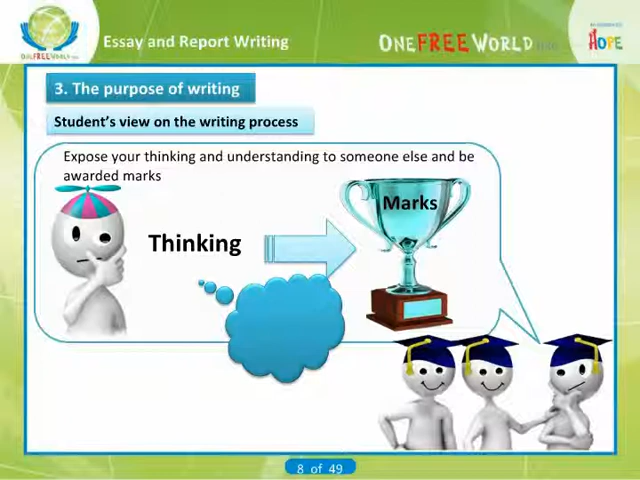 Essay and Report Writing
ONEFREEWORLD
HOPE
ONEFREEWORLD
3. The purpose of writing
Student's view on the writing process
Expose your thinking and understanding to someone else and be
awarded marks
Marks
Thinking
8 of 49